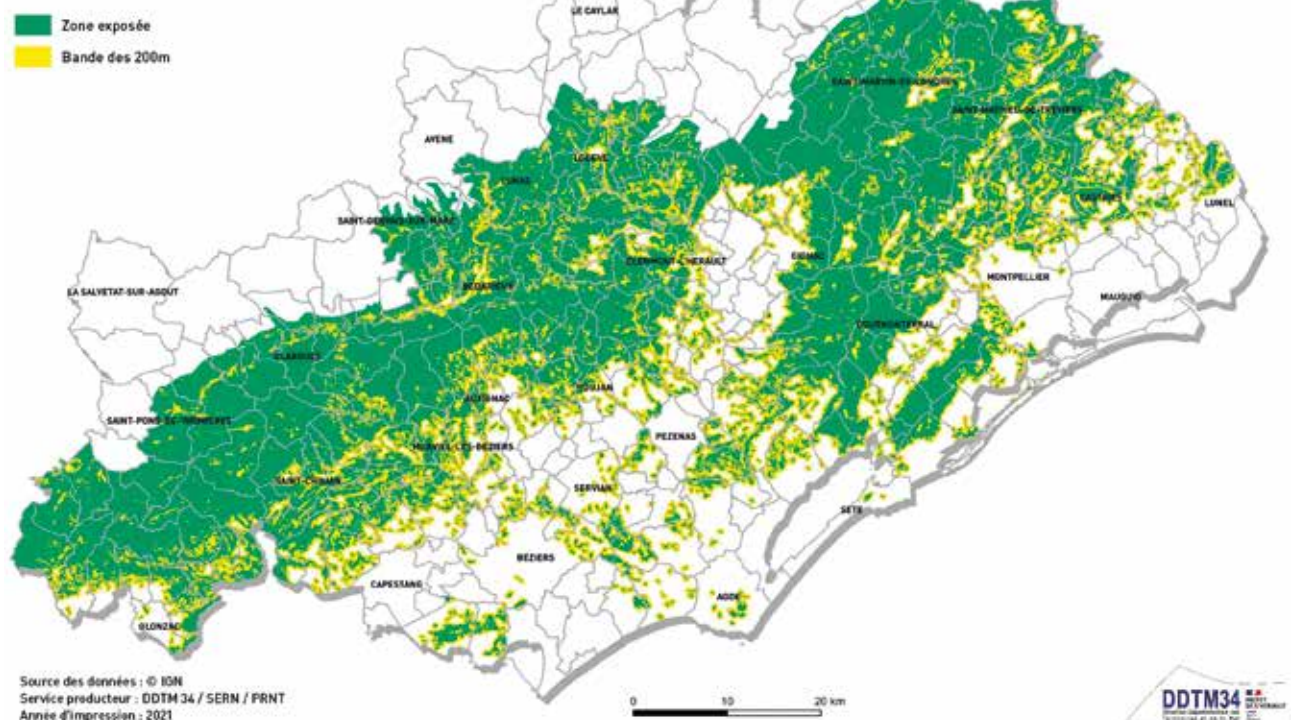 Zone exposée
Bande des 200m
LE CAYLAR
SAINT-MARTIN-DE-LONDRES
SAINT-MATHIEU-DE-TREVIERS
AVENE
LODEVE
LUNAS
CASTRIES
LUNEL
SAINT-GERVAIS-SUR-MARE
CLERMONT-L'HERAULT
GIGNAC
MONTPELLIER
LA SALVETAT-SUR-AGOUT
BEDARIEUX
MAUGUIO
COURNONTERRAL
OLARGUES
ROUJAN
AUTIGNAC
SAINT-PONS-DE-THOMIERES
PEZENAS
MURVIEL-LES-BEZIERS
SAINT-CHINIAN
SERVIAN
SETE
BEZIERS
CAPESTANG
AGDE
OLONZAC
Source des données : © IGN
Service producteur : DDTM 34 / SERN / PRNT
Année d'impression : 2021
0 10 20 km
DDTM34